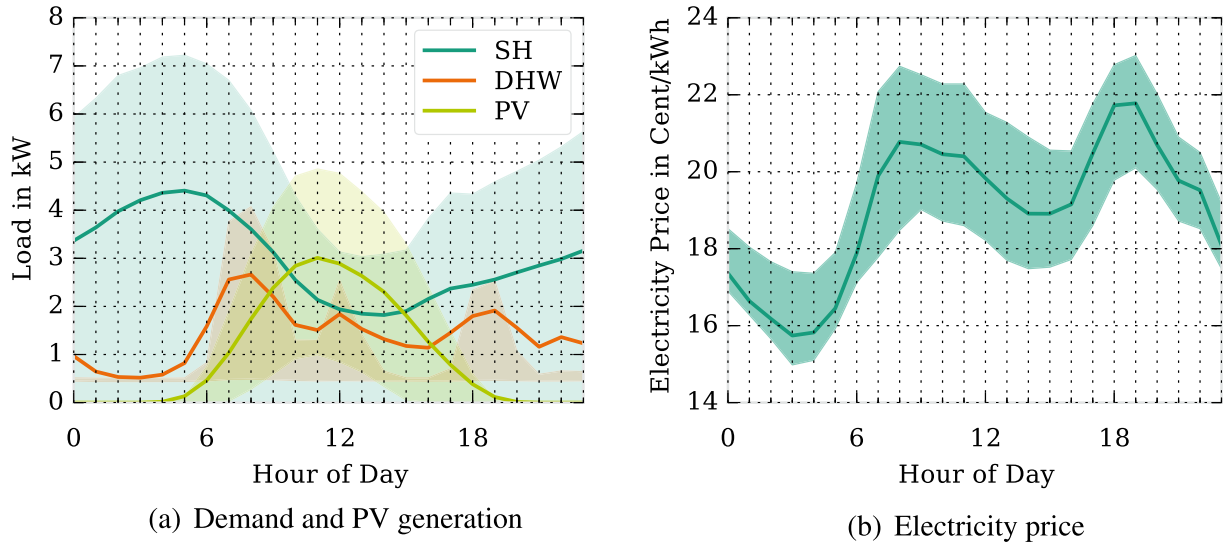 8
7
6
5
4
3
2
1
0
Load in kW
SH
DHW
PV
0 6 12 18
Hour of Day
(a) Demand and PV generation
24
22
20
18
16
14
Electricity Price in Cent/kWh
0 6 12 18
Hour of Day
(b) Electricity price